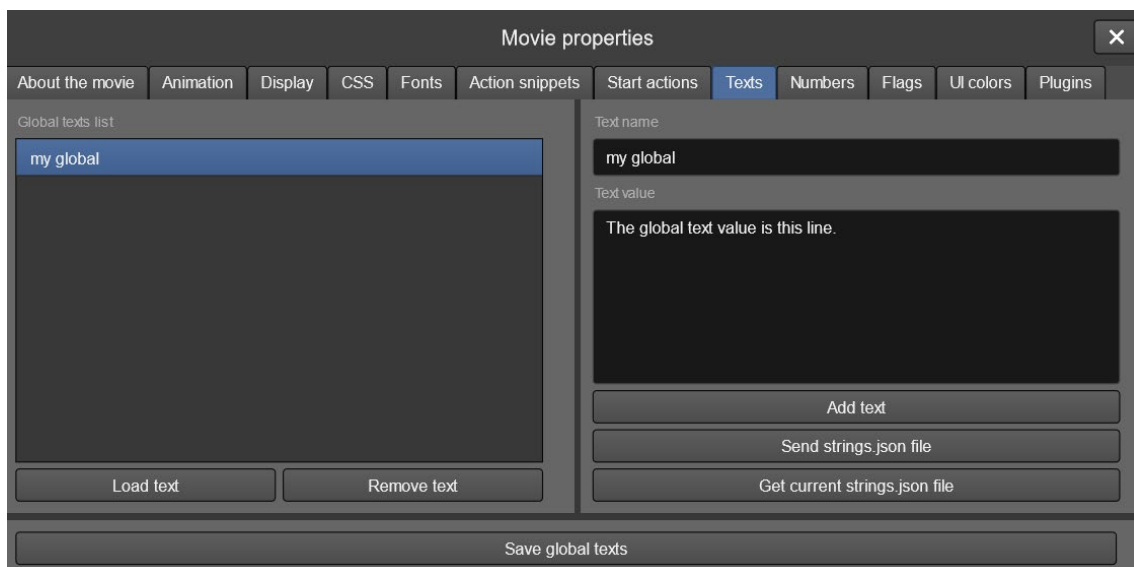 Movie properties
About the movie Animation Display CSS Fonts Action snippets Start actions Texts Numbers Flags UI colors Plugins
Global texts list
my global
Load text Remove text
Text name
my global
Text value
The global text value is this line.
Add text
Send strings.json file
Get current strings.json file
Save global texts